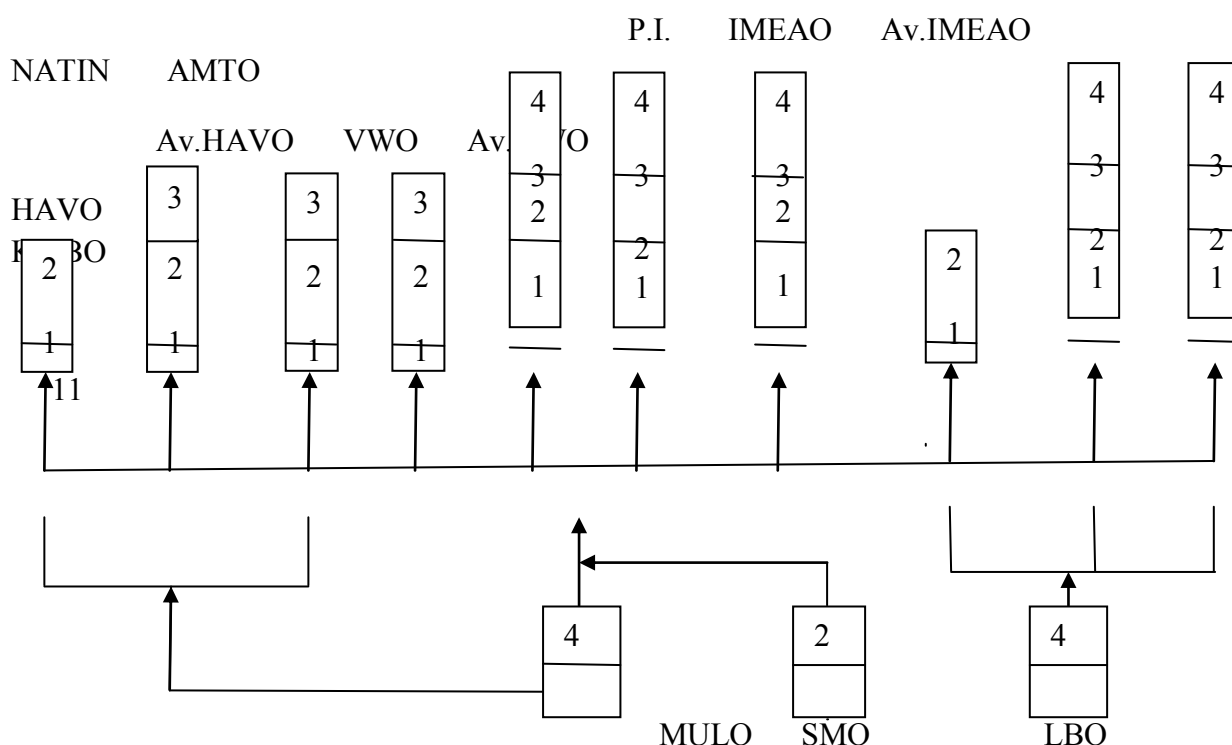 P.I. IMEAO Av.IMEAO
NATIN AMTO
4 4 4 4 4
Av.HAVO VWO
3 3 3 3 3
HAVO 3 3 3 2 2
2 2 2 2 2 2 2 2
1 1 1 1 1
1 1 1 1 1
11
4 2 4
MULO SMO LBO